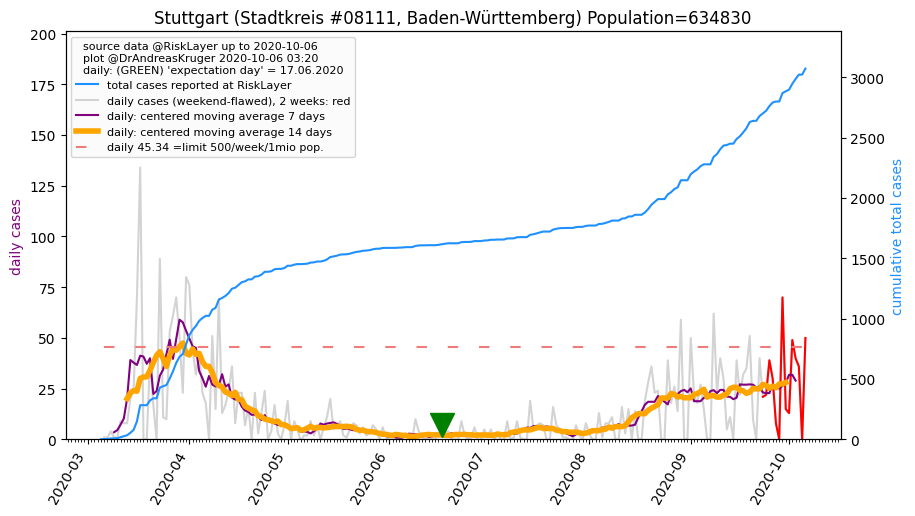 Stuttgart (Stadtkreis #08111, Baden-Württemberg) Population=634830
source data @RiskLayer up to 2020-10-06
plot @DrAndreasKruger 2020-10-06 03:20
daily: (GREEN) 'expectation day' = 17.06.2020
total cases reported at RiskLayer
daily cases (weekend-flawed), 2 weeks: red
daily: centered moving average 7 days
daily: centered moving average 14 days
daily 45.34 =limit 500/week/1mio pop.
daily cases
200
175
150
125
100
75
50
25
0
cumulative total cases
3000
2500
2000
1500
1000
500
0
2020-03
2020-04
2020-05
2020-06
2020-07
2020-08
2020-09
2020-10